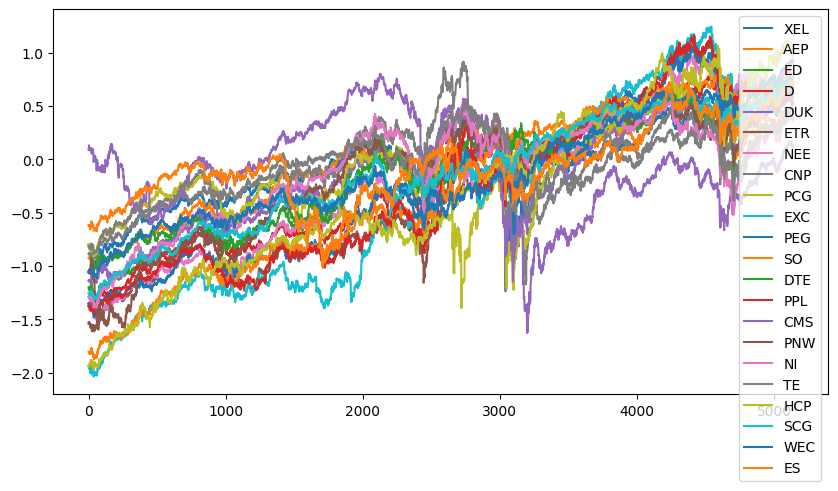 1.0
0.5
0.0
−0.5
−1.0
−1.5
−2.0
0
1000
2000
3000
4000
5000
XEL
AEP
ED
D
DUK
ETR
NEE
CNP
PCG
EXC
PEG
SO
DTE
PPL
CMS
PNW
NI
TE
HCP
SCG
WEC
ES